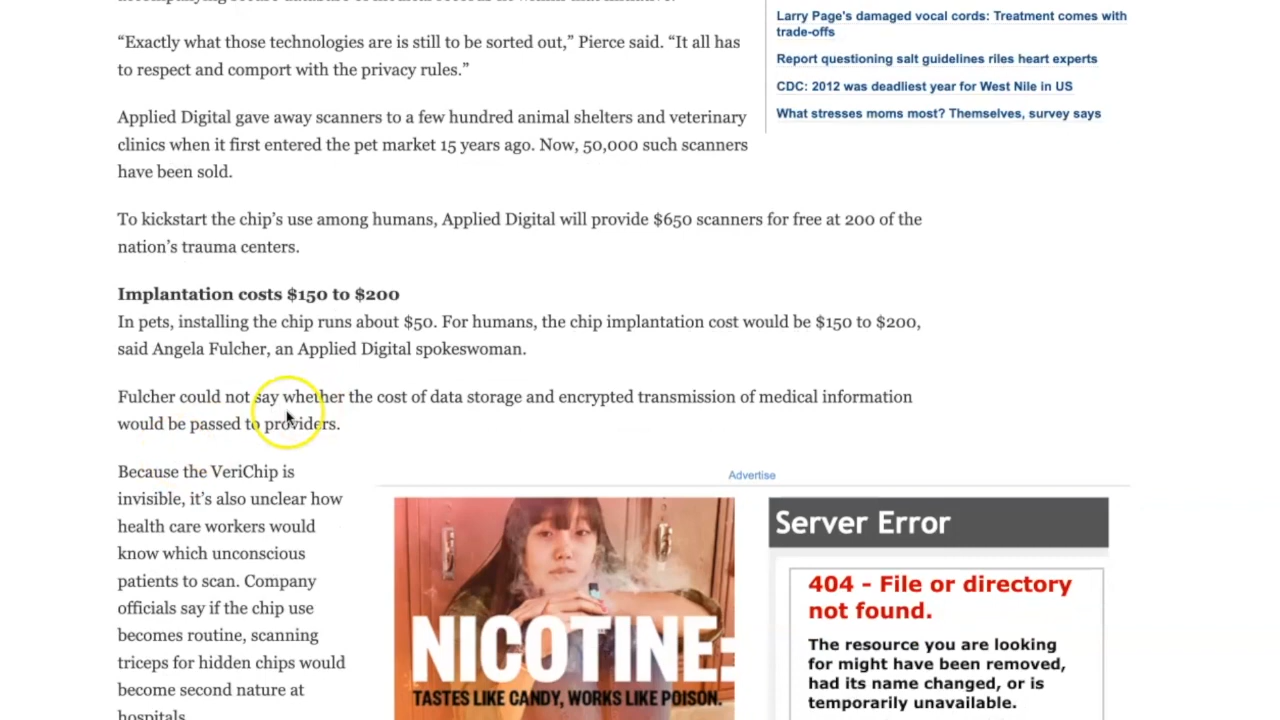 "Exactly what those technologies are is still to be sorted out," Pierce said. "It all has
to respect and comport with the privacy rules."
Applied Digital gave away scanners to a few hundred animal shelters and veterinary
clinics when it first entered the pet market 15 years ago. Now, 50,000 such scanners
have been sold.
To kickstart the chip's use among humans, Applied Digital will provide $650 scanners for free at 200 of the
nation's trauma centers.
Implantation costs $150 to $200
In pets, installing the chip runs about $50. For humans, the chip implantation cost would be $150 to $200,
said Angela Fulcher, an Applied Digital spokeswoman.
Fulcher could not say whether the cost of data storage and encrypted transmission of medical information
would be passed to providers.
Because the VeriChip is
invisible, it's also unclear how
health care workers would
know which unconscious
patients to scan. Company
officials say if the chip use
becomes routine, scanning
triceps for hidden chips would
become second nature at
hospitals.
Larry Page's damaged vocal cords: Treatment comes with
trade-offs
Report questioning salt guidelines riles heart experts
CDC: 2012 was deadliest year for West Nile in US
What stresses moms most? Themselves, survey says
Advertise
NICOTINE=
TASTES LIKE CANDY, WORKS LIKE POISON.
Server Error
404 - File or directory
not found.
The resource you are looking
for might have been removed,
had its name changed, or is
temporarily unavailable.